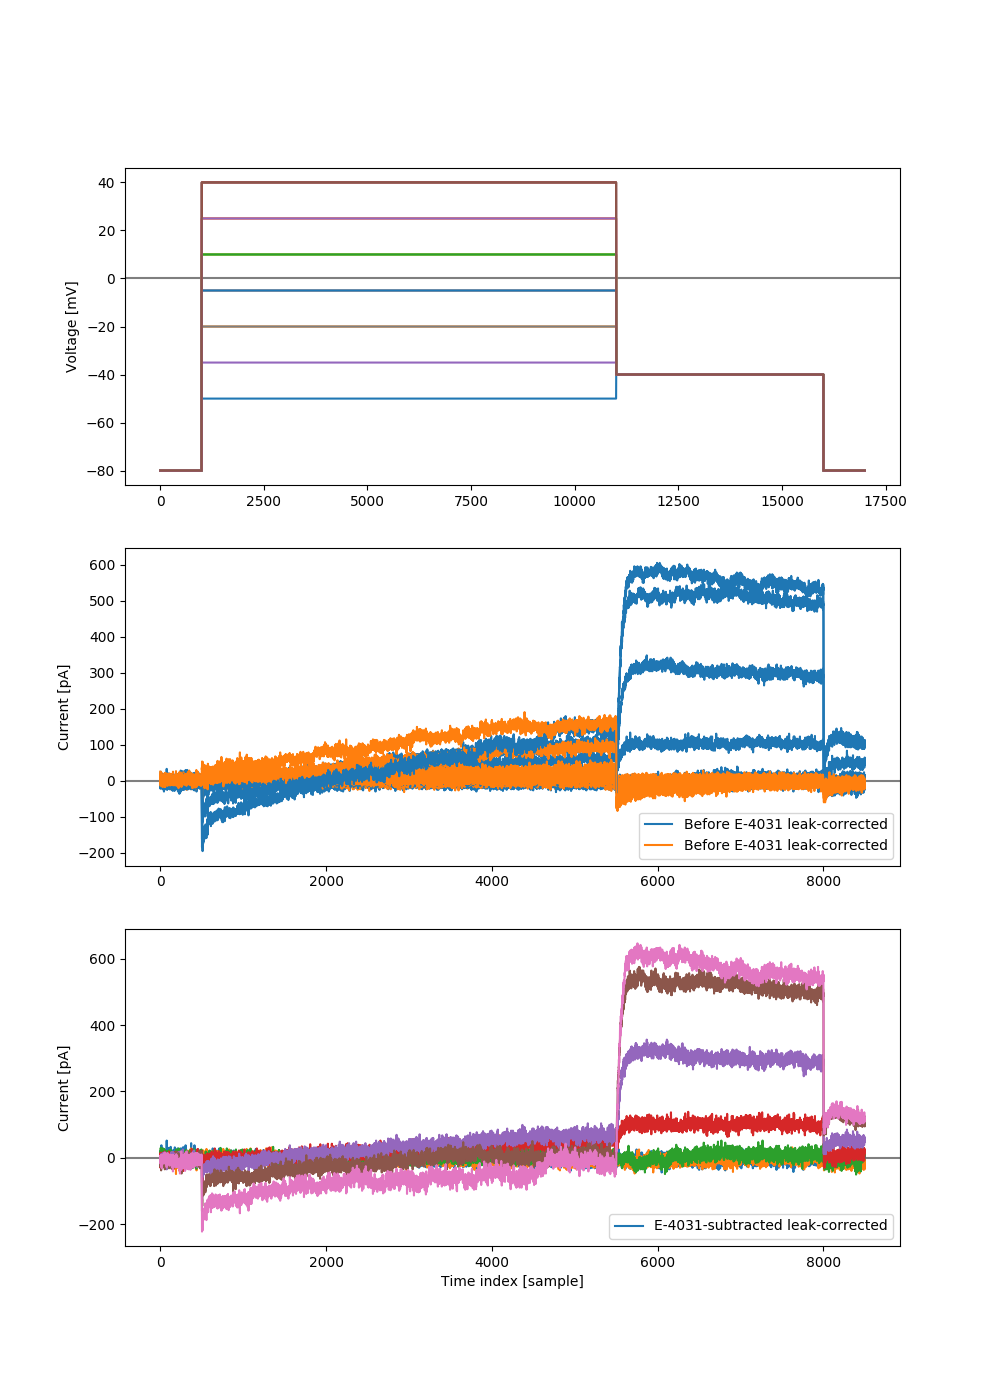 40
20
0
−20
−40
−60
−80
Voltage [mV]
0 2500 5000 7500 10000 12500 15000 17500
600
500
400
300
200
100
0
−100
−200
Current [pA]
Before E-4031 leak-corrected
Before E-4031 leak-corrected
0 2000 4000 6000 8000
600
400
200
0
−200
Current [pA]
E-4031-subtracted leak-corrected
0 2000 4000 6000 8000
Time index [sample]